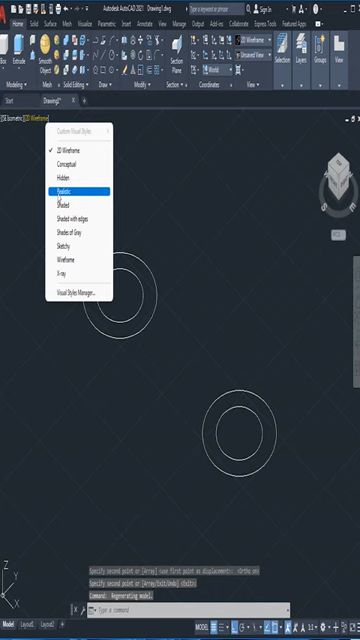 Autodesk AutoCAD 2021 Drawing1.dwg
Sign In
Home Solid Surface Mesh Visualize Parametric Insert Annotate View Manage Output Add-ins Collaborate Express Tools Featured Apps
2D Wireframe
Unsaved View
World
Box Extrude Smooth Object
Selection Layers Groups View
Modeling Mesh Solid Editing Draw Modify Section Coordinates
Start Drawing1*
[SE Isometric][2D Wireframe]
Custom Visual Styles
2D Wireframe
Conceptual
Hidden
Realistic
Shaded
Shaded with edges
Shades of Gray
Sketchy
Wireframe
X-ray
Visual Styles Manager...
WCS
Specify second point or [Array] <use first point as displacement>: <Ortho on>
Specify second point or [Array/Exit/Undo] <Exit>:
Command: Regenerating model.
Type a command
Z
Y
X
Model Layout1 Layout2
MODEL
1:1